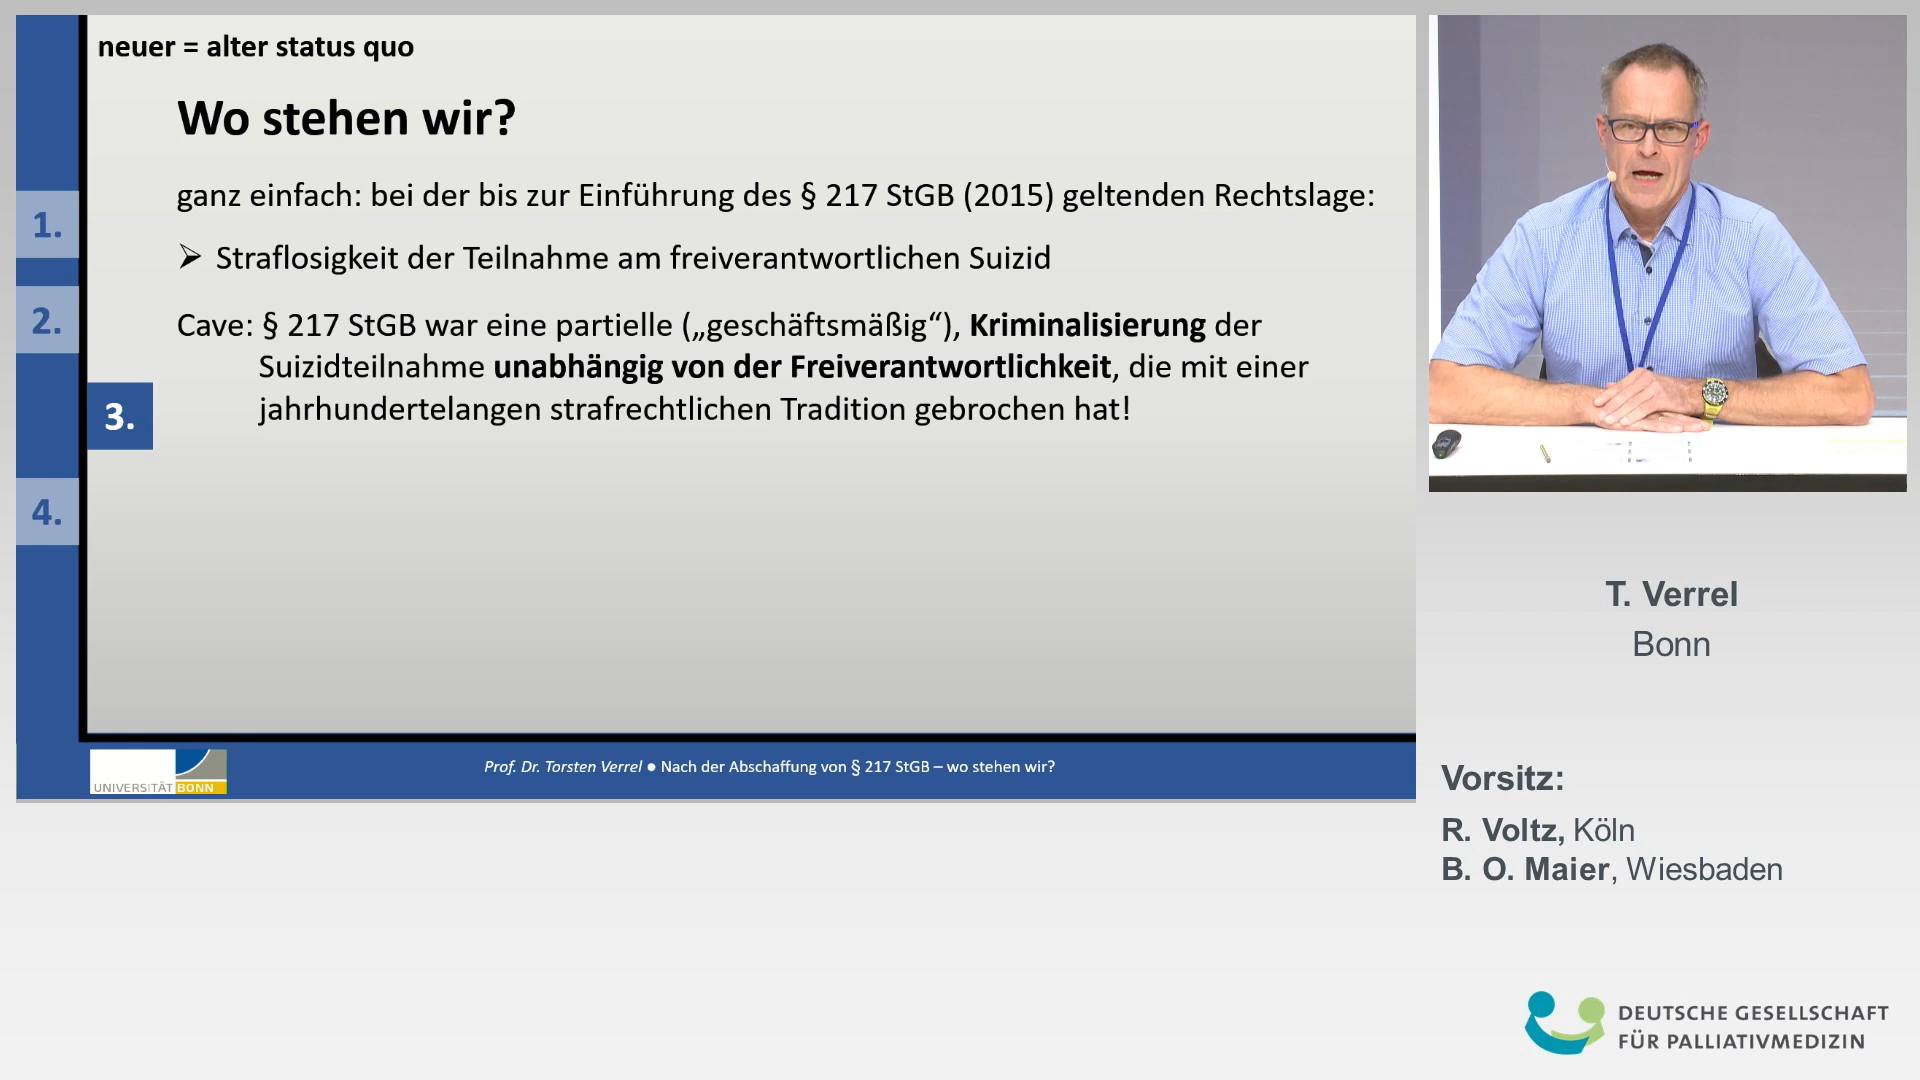 neuer = alter status quo
Wo stehen wir?
ganz einfach: bei der bis zur Einführung des § 217 StGB (2015) geltenden Rechtslage:
➢ Straflosigkeit der Teilnahme am freiverantwortlichen Suizid
Cave: § 217 StGB war eine partielle („geschäftsmäßig“), Kriminalisierung der
Suizidteilnahme unabhängig von der Freiverantwortlichkeit, die mit einer
jahrhundertelangen strafrechtlichen Tradition gebrochen hat!
1.
2.
3.
4.
UNIVERSITÄT BONN
Prof. Dr. Torsten Verrel ● Nach der Abschaffung von § 217 StGB – wo stehen wir?
T. Verrel
Bonn
Vorsitz:
R. Voltz, Köln
B. O. Maier, Wiesbaden
DEUTSCHE GESELLSCHAFT
FÜR PALLIATIVMEDIZIN